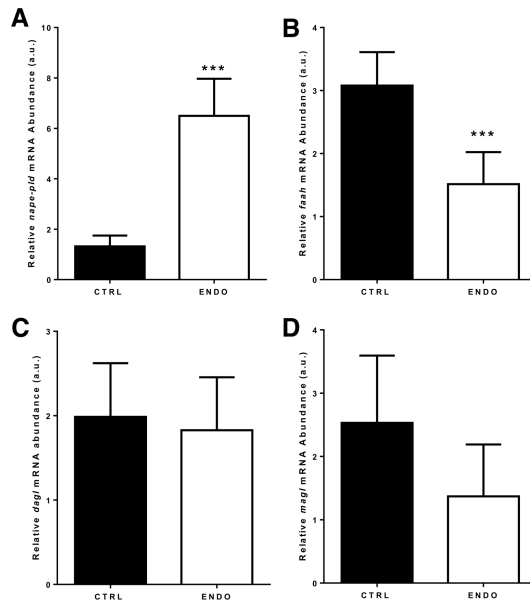 A
Relative nape-pld mRNA Abundance (a.u.)
10
8
6
4
2
0
***
CTRL
ENDO
B
Relative faah mRNA Abundance (a.u.)
4
3
2
1
0
***
CTRL
ENDO
C
Relative dagl mRNA abundance (a.u.)
3
2
1
0
CTRL
ENDO
D
Relative magl mRNA Abundance (a.u.)
4
3
2
1
0
CTRL
ENDO